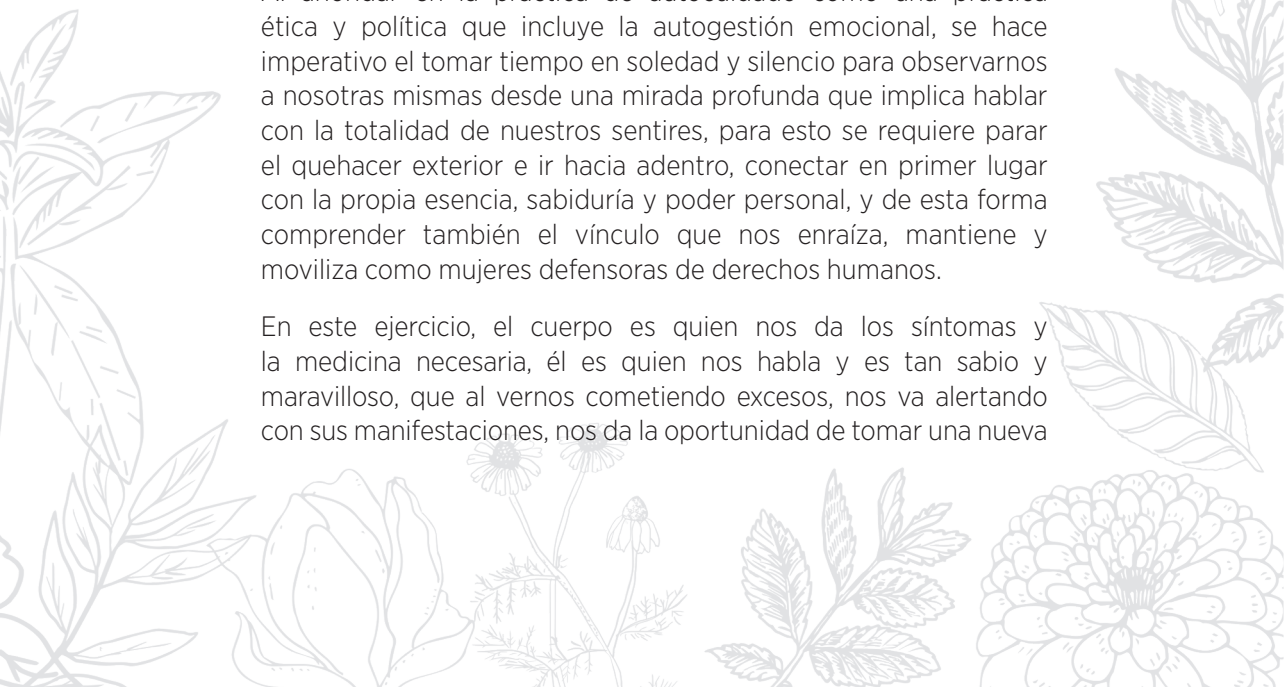 Al ahondar en la práctica de autocuidado como una práctica
ética y política que incluye la autogestión emocional, se hace
imperativo el tomar tiempo en soledad y silencio para observarnos
a nosotras mismas desde una mirada profunda que implica hablar
con la totalidad de nuestros sentires, para esto se requiere parar
el quehacer exterior e ir hacia adentro, conectar en primer lugar
con la propia esencia, sabiduría y poder personal, y de esta forma
comprender también el vínculo que nos enraíza, mantiene y
moviliza como mujeres defensoras de derechos humanos.
En este ejercicio, el cuerpo es quien nos da los síntomas y
la medicina necesaria, él es quien nos habla y es tan sabio y
maravilloso, que al vernos cometiendo excesos, nos va alertando
con sus manifestaciones, nos da la oportunidad de tomar una nueva